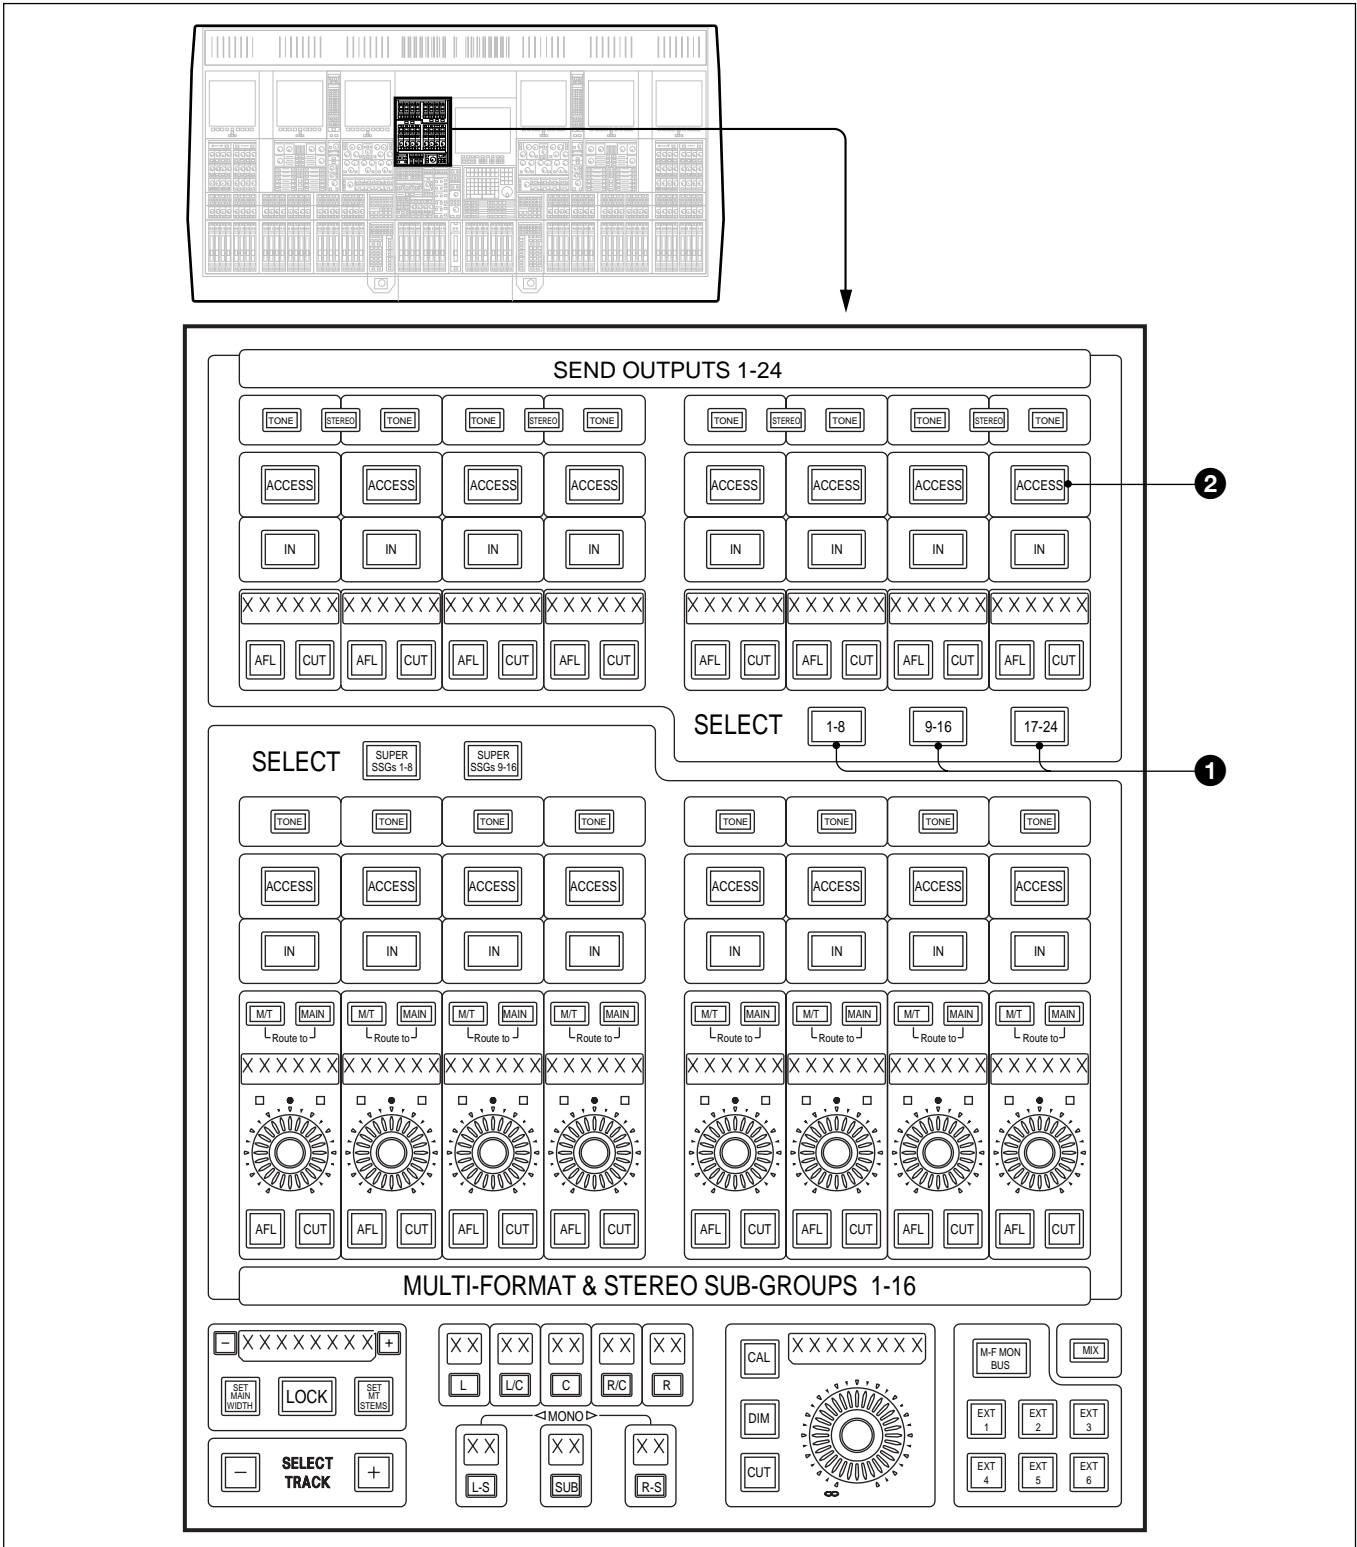 SEND OUTPUTS 1-24
TONE STEREO TONE TONE STEREO TONE TONE STEREO TONE TONE STEREO TONE
ACCESS ACCESS ACCESS ACCESS ACCESS ACCESS ACCESS ACCESS 2
IN IN IN IN IN IN IN IN
XXXXXX XXXXXX XXXXXX XXXXXX XXXXXX XXXXXX XXXXXX XXXXXX
AFL CUT AFL CUT AFL CUT AFL CUT AFL CUT AFL CUT AFL CUT AFL CUT
SELECT 1-8 9-16 17-24
1
SELECT SUPER SSGs 1-8 SUPER SSGs 9-16
TONE TONE TONE TONE TONE TONE TONE TONE
ACCESS ACCESS ACCESS ACCESS ACCESS ACCESS ACCESS ACCESS
IN IN IN IN IN IN IN IN
M/T MAIN M/T MAIN M/T MAIN M/T MAIN M/T MAIN M/T MAIN M/T MAIN M/T MAIN
Route to Route to Route to Route to Route to Route to Route to Route to
XXXXXX XXXXXX XXXXXX XXXXXX XXXXXX XXXXXX XXXXXX XXXXXX
AFL CUT AFL CUT AFL CUT AFL CUT AFL CUT AFL CUT AFL CUT AFL CUT
MULTI-FORMAT & STEREO SUB-GROUPS 1-16
− XXXXXXXX +
SET MAIN WIDTH LOCK SET MT STEMS
− SELECT TRACK +
XX XX XX XX XX
L L/C C R/C R
MONO
XX XX XX
L-S SUB R-S
CAL XXXXXXXX
DIM
CUT
∞
M-F MON BUS MIX
EXT 1 EXT 2 EXT 3
EXT 4 EXT 5 EXT 6